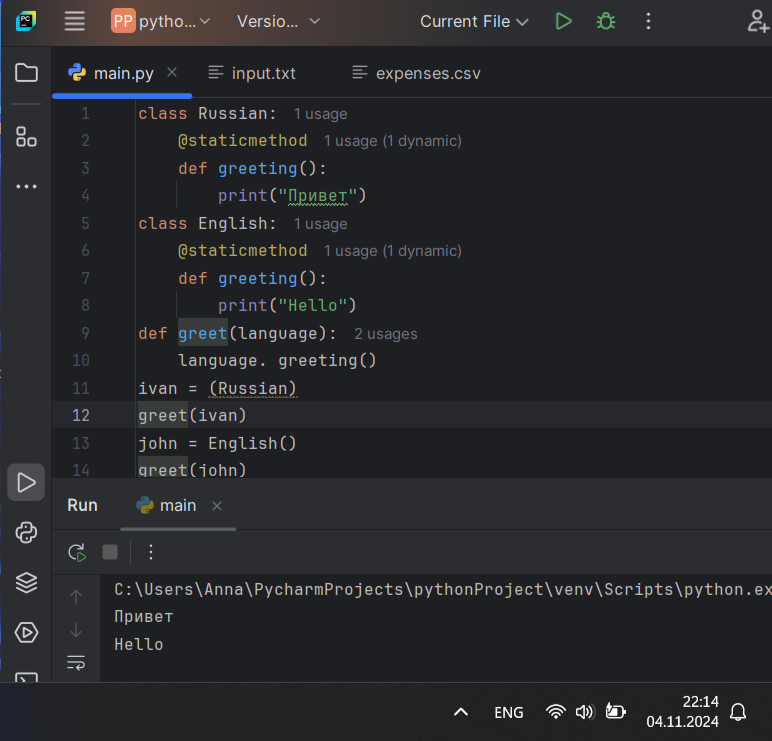 PP pytho... Versio... Current File
main.py input.txt expenses.csv
1 class Russian: 1 usage
2 @staticmethod 1 usage (1 dynamic)
3 def greeting():
4 print("Привет")
5 class English: 1 usage
6 @staticmethod 1 usage (1 dynamic)
7 def greeting():
8 print("Hello")
9 def greet(language): 2 usages
10 language. greeting()
11 ivan = (Russian)
12 greet(ivan)
13 john = English()
14 greet(john)
Run main
C:\Users\Anna\PycharmProjects\pythonProject\venv\Scripts\python.ex
Привет
Hello
ENG 22:14
04.11.2024